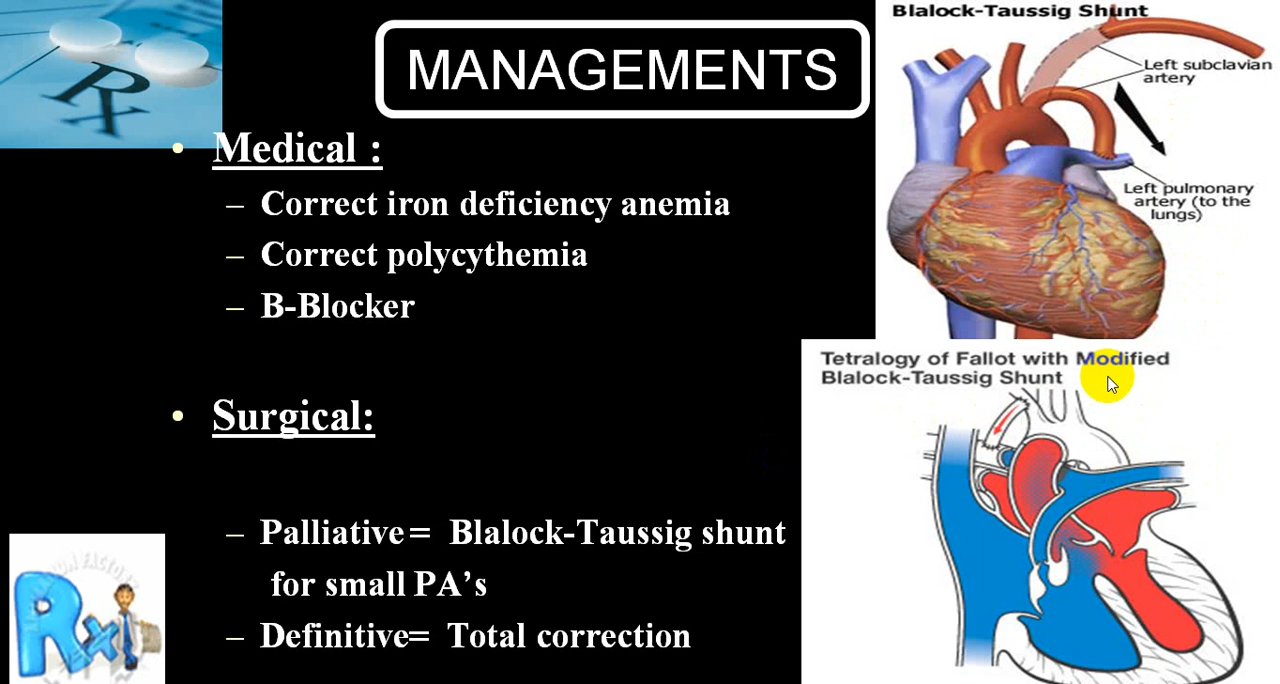 MANAGEMENTS
• Medical :
– Correct iron deficiency anemia
– Correct polycythemia
– B-Blocker
• Surgical:
– Palliative= Blalock-Taussig shunt
for small PA's
– Definitive= Total correction
Blalock-Taussig Shunt
Left subclavian
artery
Left pulmonary
artery (to the
lungs)
Tetralogy of Fallot with Modified
Blalock-Taussig Shunt
Rx
Rx